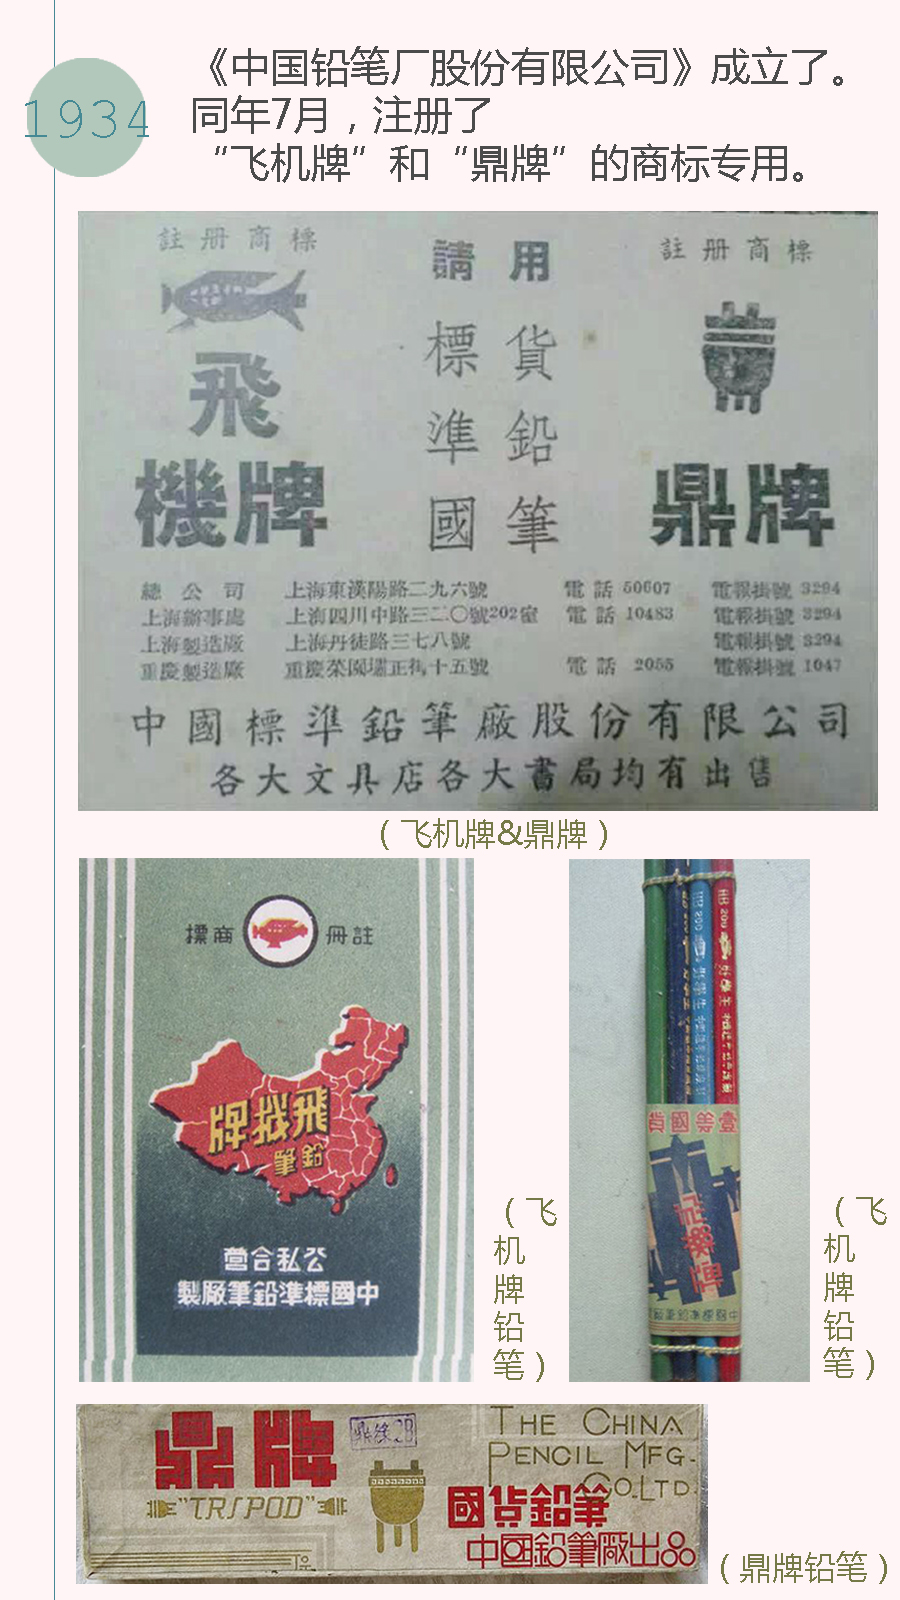 1934
《中国铅笔厂股份有限公司》成立了。
同年7月，注册了
“飞机牌”和“鼎牌”的商标专用。
註册商標
飛
機牌
請用
標準國
貨鉛筆
註册商標
鼎牌
總公司 上海東漢陽路二九六號 電話 50607 電報掛號 3294
上海辦事處 上海四川中路三二〇號202室 電話 10483 電報掛號 3294
上海製造廠 上海丹徒路三七八號 電報掛號 3294
重慶製造廠 重慶菜園壩正街十五號 電話 2055 電報掛號 1047
中國標準鉛筆廠股份有限公司
各大文具店各大書局均有出售
（飞机牌&鼎牌）
標商 冊註
飛機牌
鉛筆
公私合營
中國標準鉛筆廠製
（飞机牌铅笔）
HB 200
壹等國貨
飛機牌
（飞机牌铅笔）
鼎牌
"TRIPOD"
THE CHINA
PENCIL MFG.
CO. LTD.
國貨鉛筆
中國鉛筆廠出品
（鼎牌铅笔）